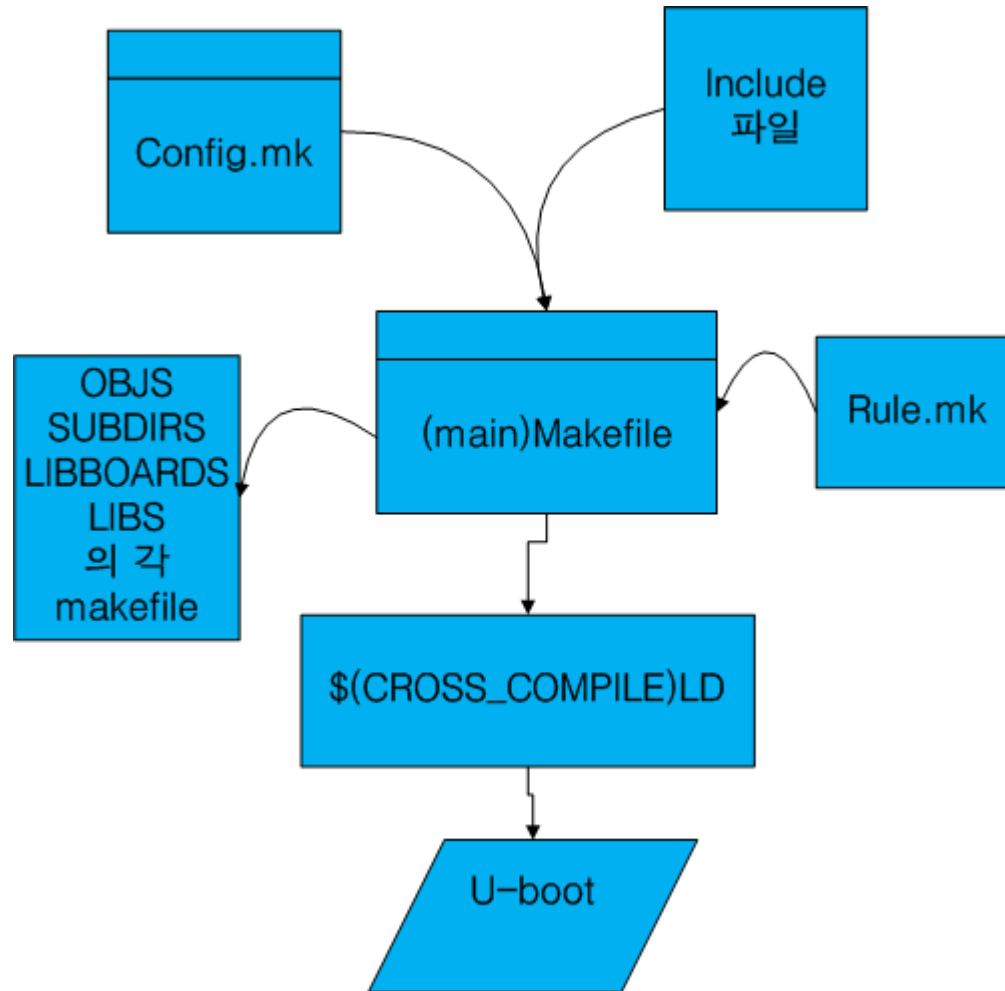 Config.mk
Include
파일
OBJS
SUBDIRS
LIBBOARDS
LIBS
의 각
makefile
(main)Makefile
Rule.mk
$(CROSS_COMPILE)LD
U-boot